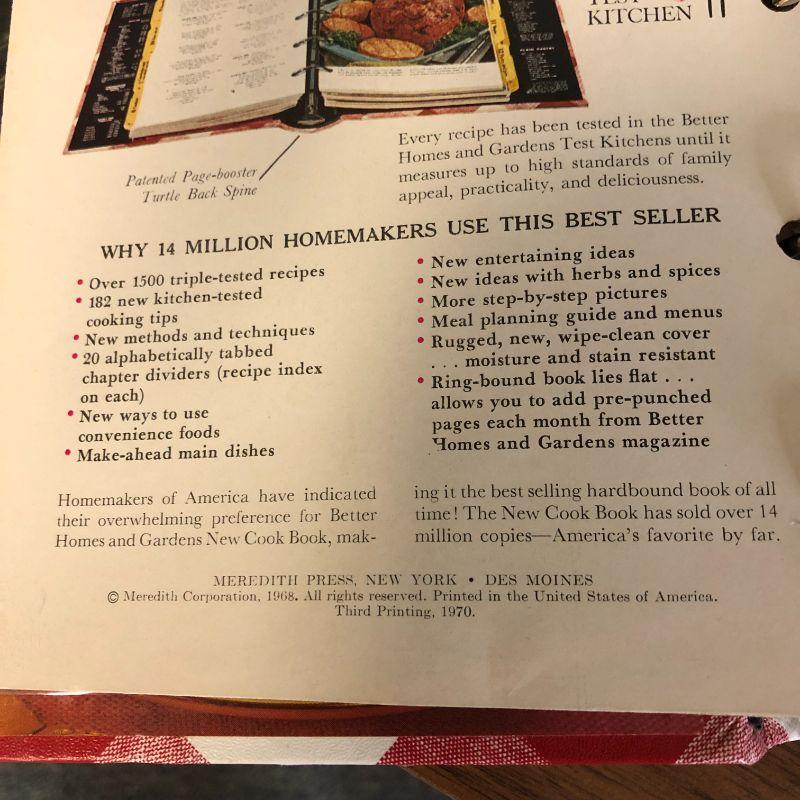 TEST
KITCHEN
Every recipe has been tested in the Better
Homes and Gardens Test Kitchens until it
measures up to high standards of family
appeal, practicality, and deliciousness.
Patented Page-booster
Turtle Back Spine
WHY 14 MILLION HOMEMAKERS USE THIS BEST SELLER
• Over 1500 triple-tested recipes
• 182 new kitchen-tested
cooking tips
• New methods and techniques
• 20 alphabetically tabbed
chapter dividers (recipe index
on each)
• New ways to use
convenience foods
• Make-ahead main dishes
• New entertaining ideas
• New ideas with herbs and spices
• More step-by-step pictures
• Meal planning guide and menus
• Rugged, new, wipe-clean cover
. . . moisture and stain resistant
• Ring-bound book lies flat . . .
allows you to add pre-punched
pages each month from Better
Homes and Gardens magazine
Homemakers of America have indicated
their overwhelming preference for Better
Homes and Gardens New Cook Book, mak-
ing it the best selling hardbound book of all
time! The New Cook Book has sold over 14
million copies—America's favorite by far.
MEREDITH PRESS, NEW YORK • DES MOINES
© Meredith Corporation, 1968. All rights reserved. Printed in the United States of America.
Third Printing, 1970.